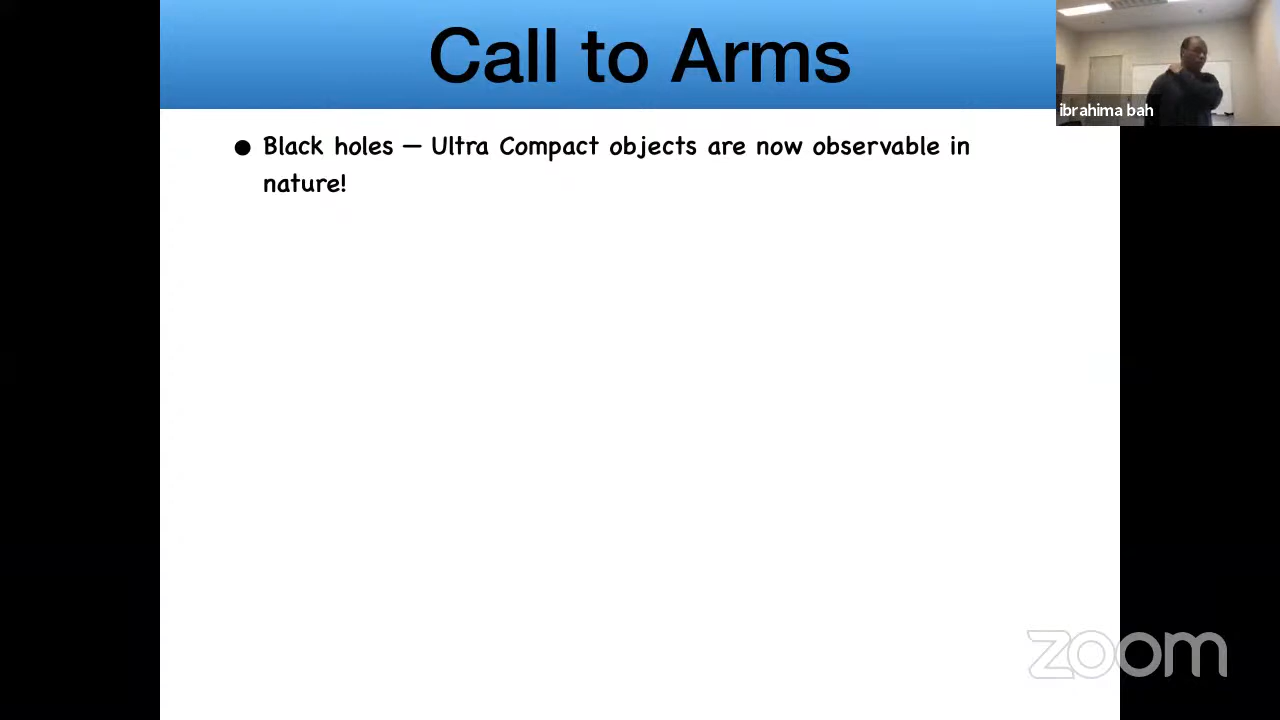 Call to Arms
ibrahima bah
● Black holes — Ultra Compact objects are now observable in
nature!
zoom